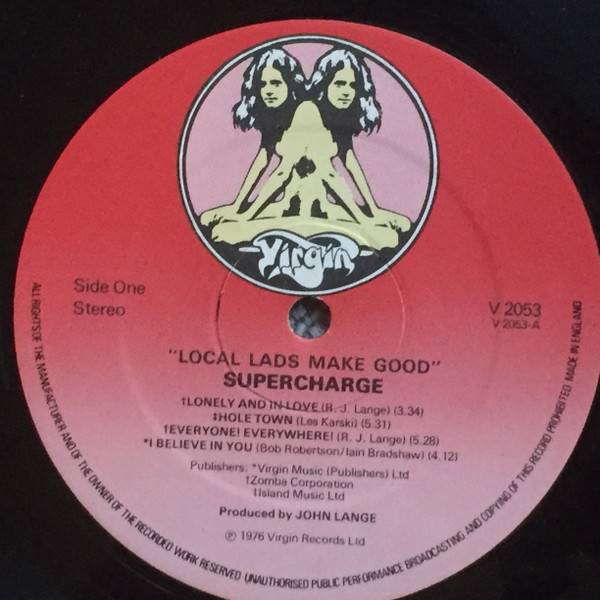 Virgin
Side One
Stereo
V 2053
V 2053-A
"LOCAL LADS MAKE GOOD"
SUPERCHARGE
†LONELY AND IN LOVE (R. J. Lange) (3.34)
‡HOLE TOWN (Les Karski) (5.31)
†EVERYONE! EVERYWHERE! (R. J. Lange) (5.28)
*I BELIEVE IN YOU (Bob Robertson/Iain Bradshaw) (4.12)
Publishers: *Virgin Music (Publishers) Ltd
†Zomba Corporation
‡Island Music Ltd
Produced by JOHN LANGE
℗ 1976 Virgin Records Ltd
ALL RIGHTS OF THE MANUFACTURER AND OF THE OWNER OF THE RECORDED WORK RESERVED UNAUTHORISED PUBLIC PERFORMANCE BROADCASTING AND COPYING OF THIS RECORD PROHIBITED MADE IN ENGLAND